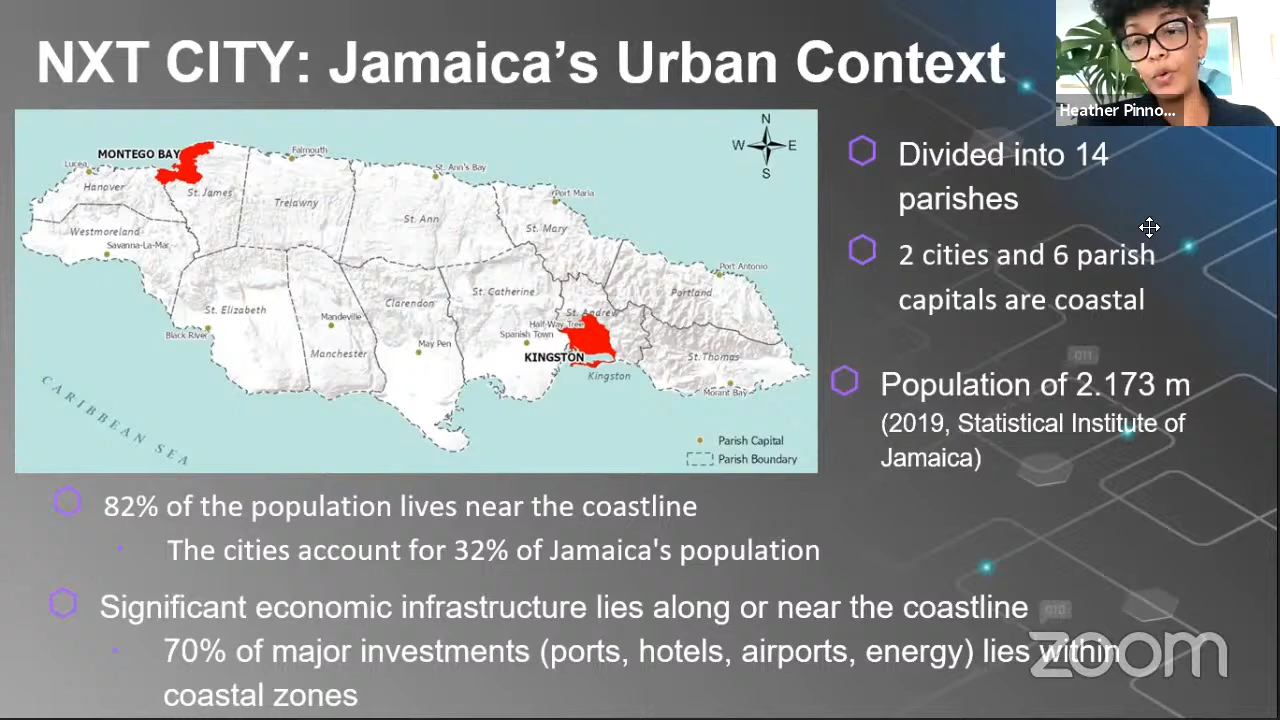 NXT CITY: Jamaica's Urban Context
Heather Pinno...
MONTEGO BAY
Lucea
Hanover
Falmouth
St. James
St. Ann's Bay
Trelawny
Port Maria
Westmoreland
Savanna-La-Mar
St. Ann
St. Mary
Port Antonio
St. Elizabeth
Mandeville
Clarendon
St. Catherine
Portland
Black River
Manchester
May Pen
St. Andrew
Half-Way Tree
Spanish Town
KINGSTON
Kingston
St. Thomas
Morant Bay
CARIBBEAN SEA
N
W E
S
Parish Capital
Parish Boundary
Divided into 14
parishes
2 cities and 6 parish
capitals are coastal
Population of 2.173 m
(2019, Statistical Institute of
Jamaica)
82% of the population lives near the coastline
The cities account for 32% of Jamaica's population
Significant economic infrastructure lies along or near the coastline
70% of major investments (ports, hotels, airports, energy) lies within
coastal zones
011
010
zoom